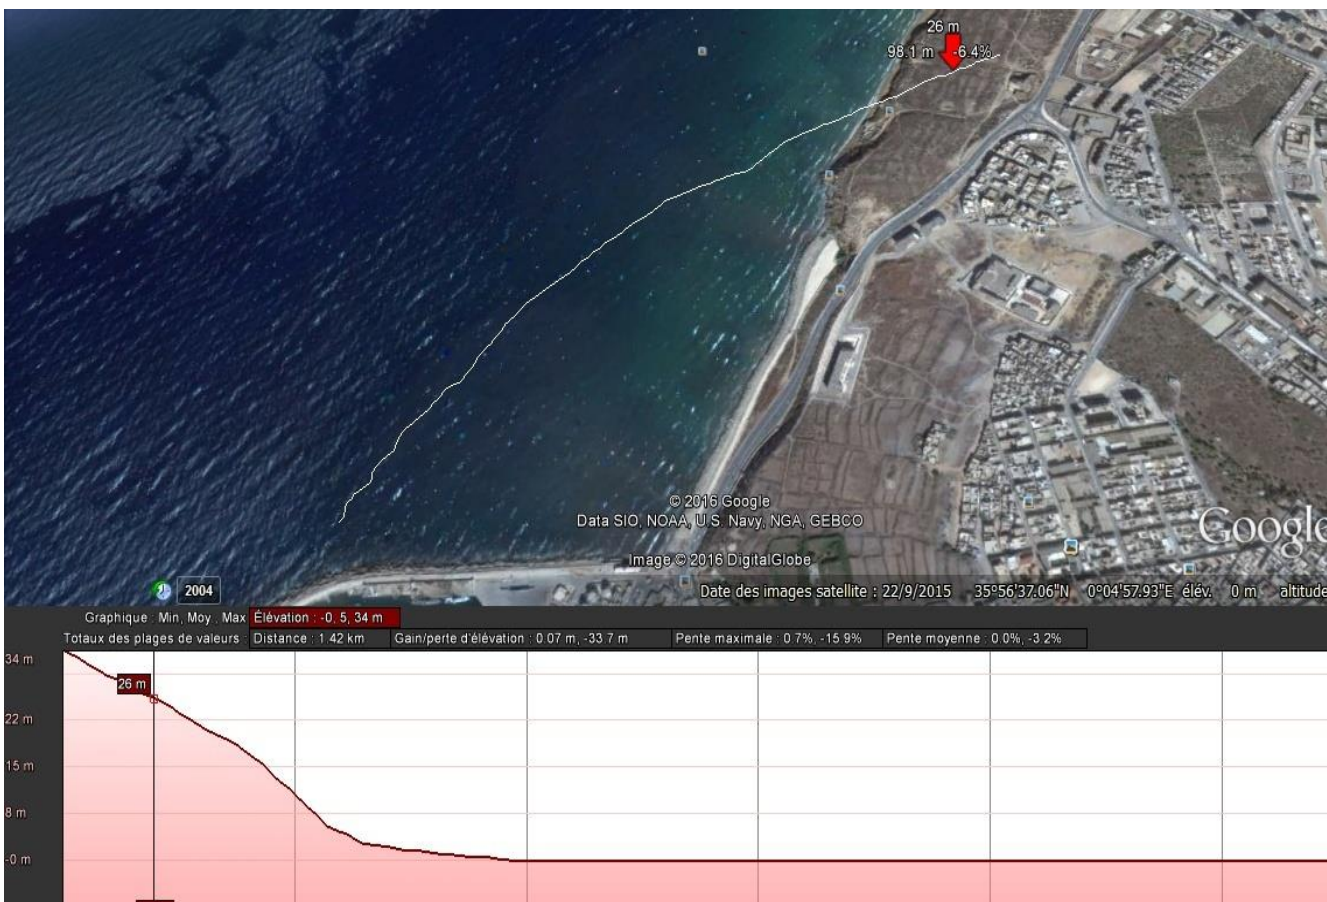 26 m
98.1 m -6.4%
© 2016 Google
Data SIO, NOAA, U.S. Navy, NGA, GEBCO
Image © 2016 DigitalGlobe
Google
2004
Date des images satellite : 22/9/2015 35°56'37.06"N 0°04'57.93"E élév. 0 m altitude
Graphique : Min, Moy , Max Élévation : -0, 5, 34 m
Totaux des plages de valeurs : Distance : 1.42 km Gain/perte d'élévation : 0.07 m, -33.7 m Pente maximale : 0.7%, -15.9% Pente moyenne : 0.0%, -3.2%
34 m
26 m
22 m
15 m
8 m
-0 m